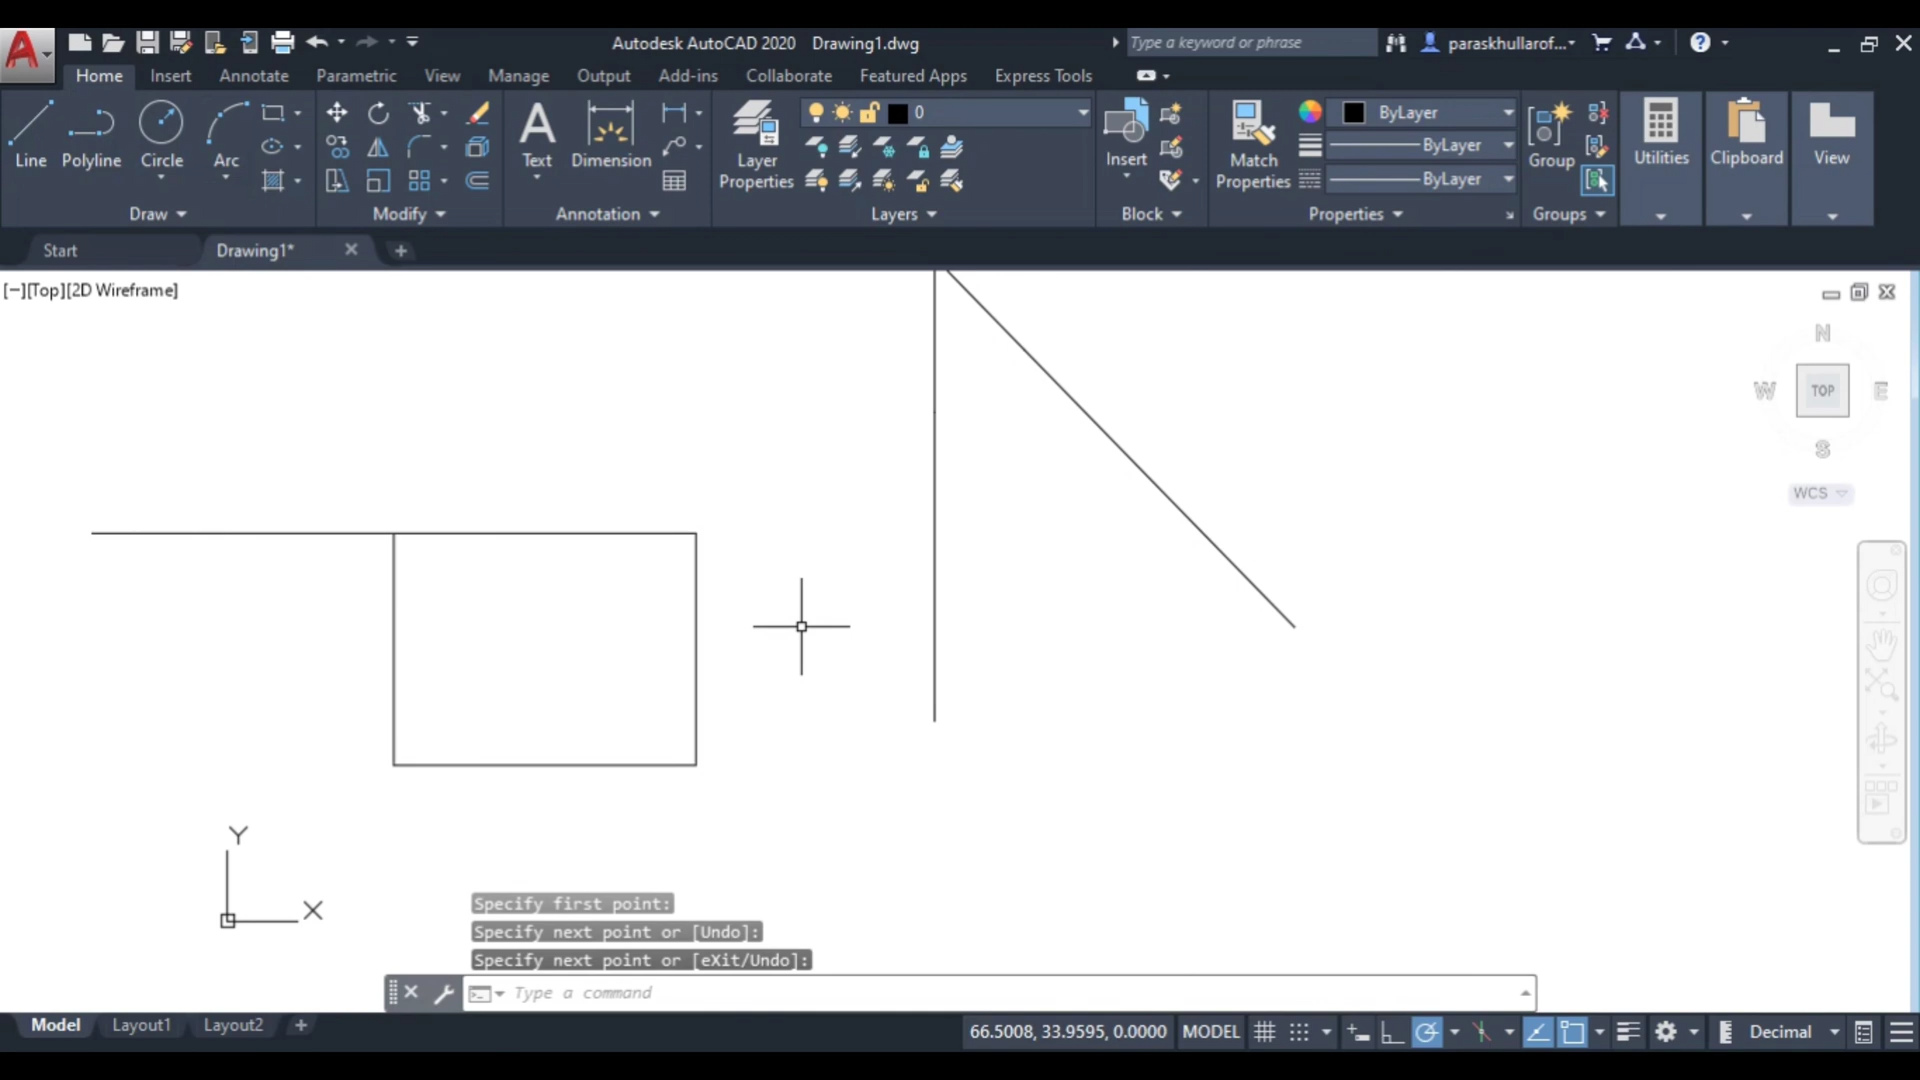 Autodesk AutoCAD 2020 Drawing1.dwg
Type a keyword or phrase
paraskhullarof...
Home Insert Annotate Parametric View Manage Output Add-ins Collaborate Featured Apps Express Tools
0
ByLayer
ByLayer
ByLayer
Line Polyline Circle Arc
Text Dimension
Layer Properties
Insert
Match Properties
Group
Utilities Clipboard View
Draw Modify Annotation Layers Block Properties Groups
Start Drawing1*
[−][Top][2D Wireframe]
N
W TOP E
S
WCS
Y
X
Specify first point:
Specify next point or [Undo]:
Specify next point or [eXit/Undo]:
Type a command
Model Layout1 Layout2
66.5008, 33.9595, 0.0000 MODEL Decimal